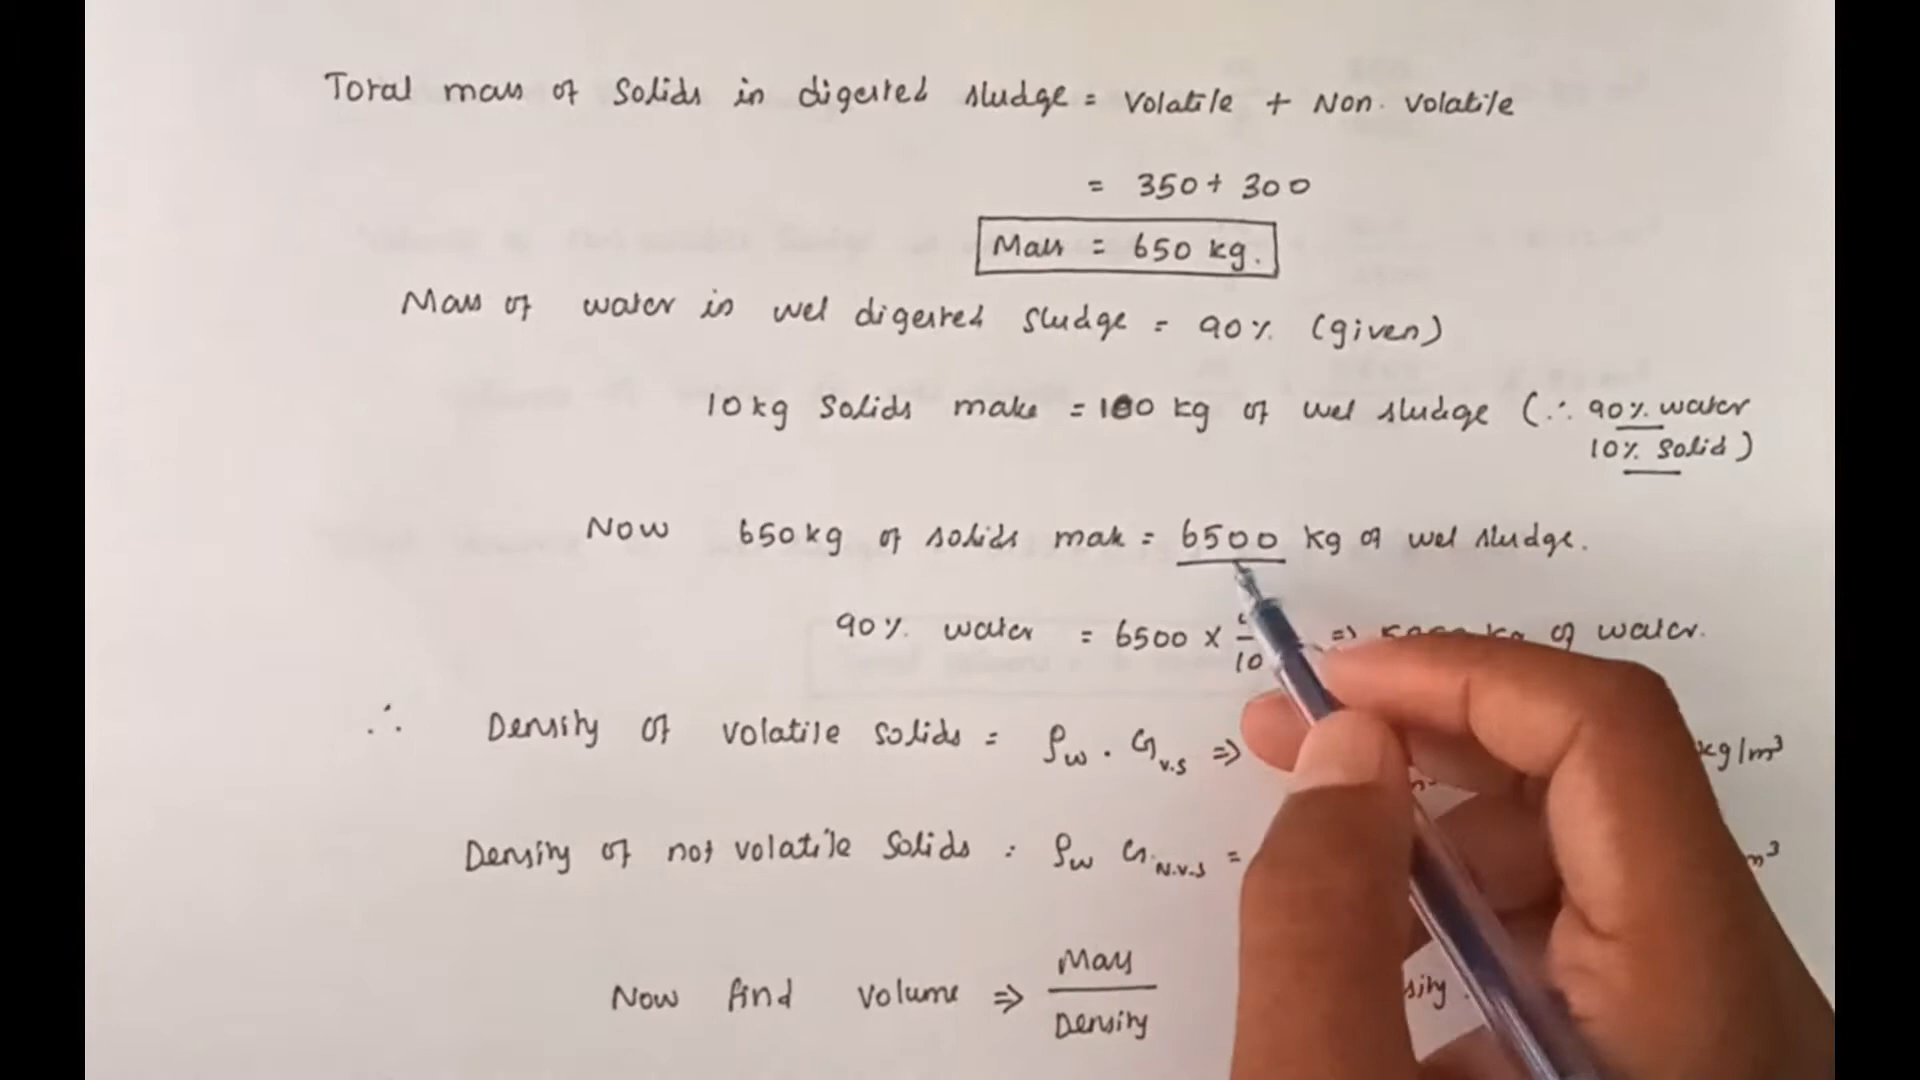 Total mass of Solids in digested sludge = Volatile + Non. volatile
= 350 + 300
Mass = 650 kg.
Mass of water in wet digested sludge = 90% (given)
10 kg Solids make = 100 kg of wet sludge (∵ 90% water
10% Solid)
Now 650 kg of solids mak = 6500 kg of wet sludge.
90% water = 6500 × /10 ⇒ kg of water.
∴ Density of volatile solids = ρw . Gv.s ⇒ kg/m³
Density of not volatile Solids = ρw GN.V.S = m³
Now find volume ⇒ Mass
Density